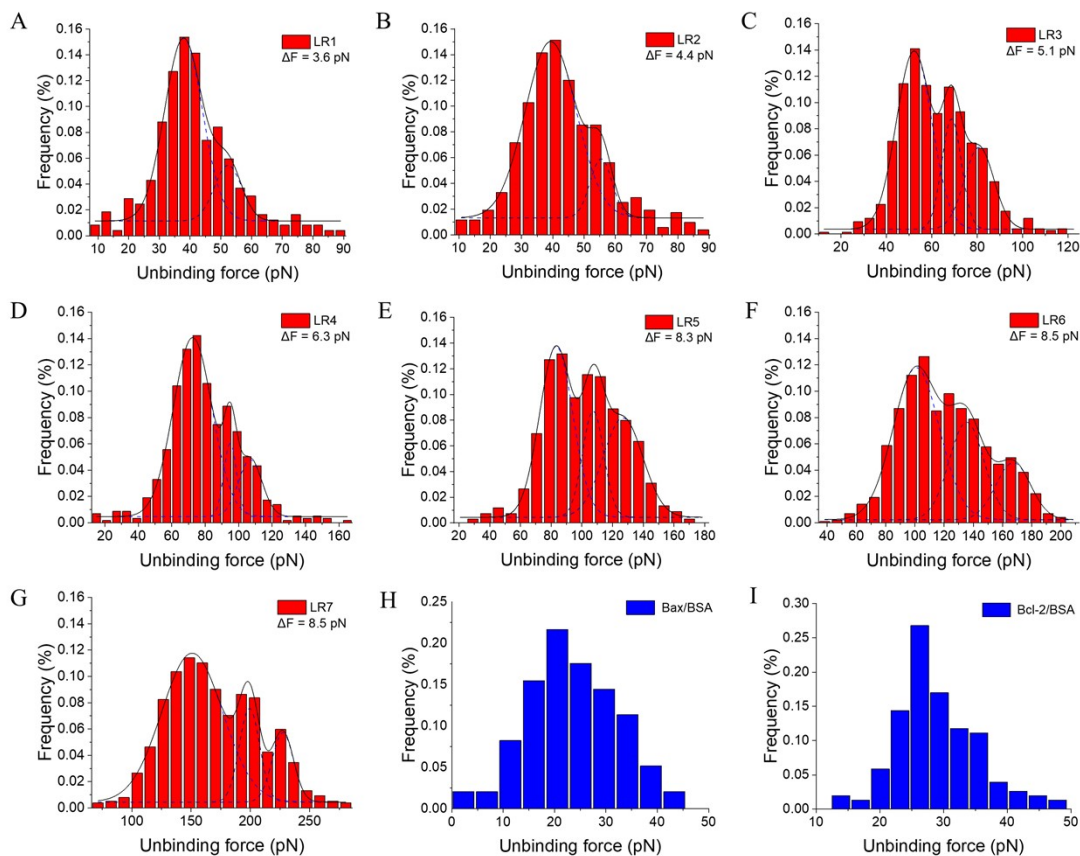 A
LR1
ΔF = 3.6 pN
Frequency (%)
0.16
0.14
0.12
0.10
0.08
0.06
0.04
0.02
0.00
10 20 30 40 50 60 70 80 90
Unbinding force (pN)
B
LR2
ΔF = 4.4 pN
Frequency (%)
0.16
0.14
0.12
0.10
0.08
0.06
0.04
0.02
0.00
10 20 30 40 50 60 70 80 90
Unbinding force (pN)
C
LR3
ΔF = 5.1 pN
Frequency (%)
0.16
0.14
0.12
0.10
0.08
0.06
0.04
0.02
0.00
20 40 60 80 100 120
Unbinding force (pN)
D
LR4
ΔF = 6.3 pN
Frequency (%)
0.16
0.14
0.12
0.10
0.08
0.06
0.04
0.02
0.00
20 40 60 80 100 120 140 160
Unbinding force (pN)
E
LR5
ΔF = 8.3 pN
Frequency (%)
0.16
0.14
0.12
0.10
0.08
0.06
0.04
0.02
0.00
20 40 60 80 100 120 140 160 180
Unbinding force (pN)
F
LR6
ΔF = 8.5 pN
Frequency (%)
0.16
0.14
0.12
0.10
0.08
0.06
0.04
0.02
0.00
40 60 80 100 120 140 160 180 200
Unbinding force (pN)
G
LR7
ΔF = 8.5 pN
Frequency (%)
0.16
0.14
0.12
0.10
0.08
0.06
0.04
0.02
0.00
100 150 200 250
Unbinding force (pN)
H
Bax/BSA
Frequency (%)
0.25
0.20
0.15
0.10
0.05
0.00
0 10 20 30 40 50
Unbinding force (pN)
I
Bcl-2/BSA
Frequency (%)
0.30
0.25
0.20
0.15
0.10
0.05
0.00
10 20 30 40 50
Unbinding force (pN)